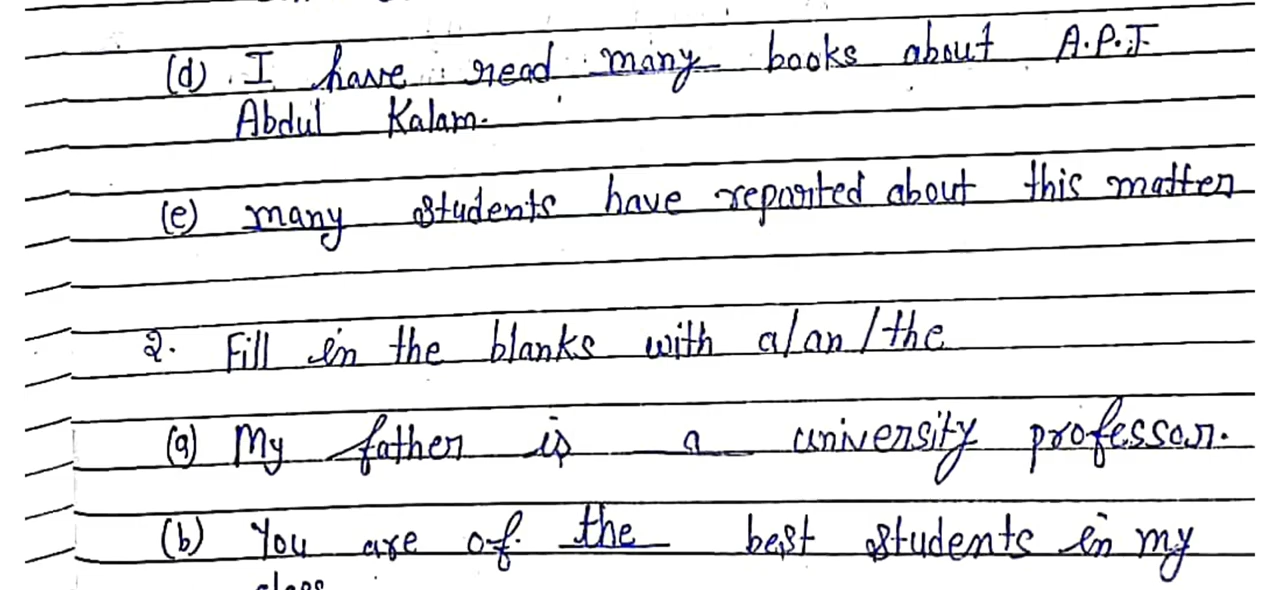 (d). I have read many books about A.P.J
Abdul Kalam.
(e) many students have reported about this matter
2. Fill in the blanks with a/an/the
(a) My father is a university professor.
(b) You are of the best students in my
class